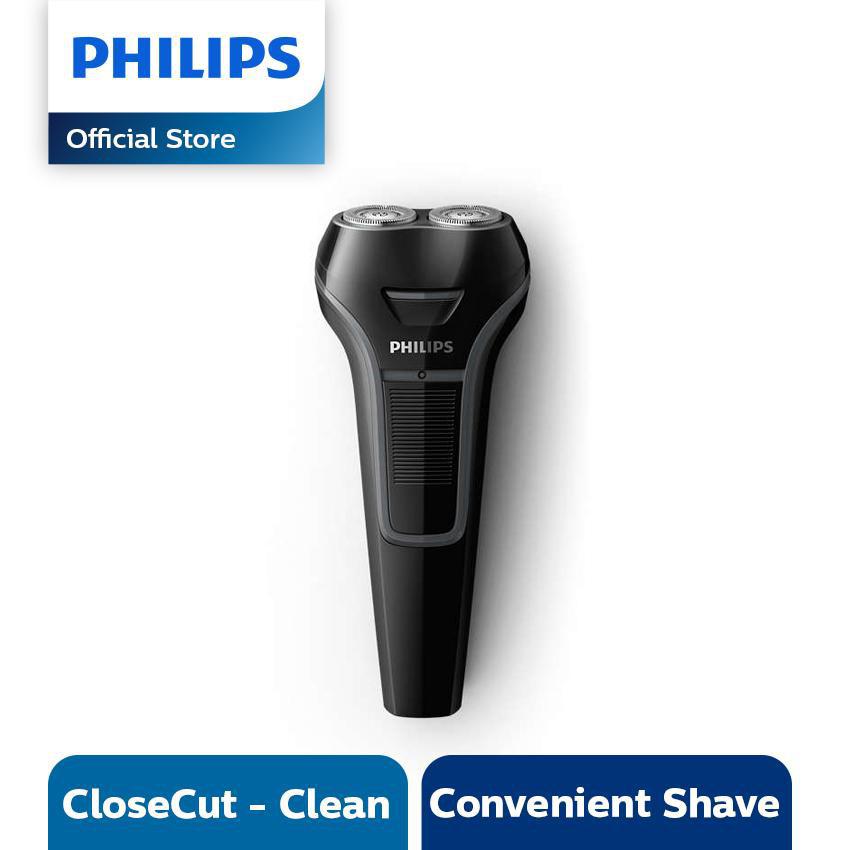 PHILIPS
Official Store
PHILIPS
CloseCut - Clean
Convenient Shave